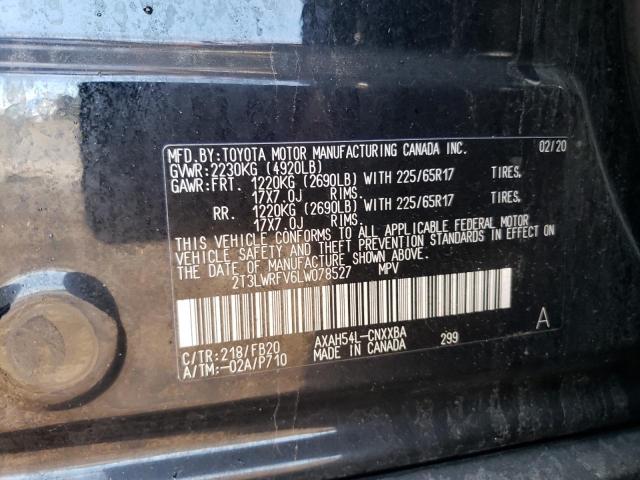 MFD. BY: TOYOTA MOTOR MANUFACTURING CANADA INC. 02/20
GVWR: 2230KG (4920LB)
GAWR: FRT. 1220KG (2690LB) WITH 225/65R17 TIRES,
17X7.0J RIMS.
RR. 1220KG (2690LB) WITH 225/65R17 TIRES,
17X7.0J RIMS.
THIS VEHICLE CONFORMS TO ALL APPLICABLE FEDERAL MOTOR
VEHICLE SAFETY AND THEFT PREVENTION STANDARDS IN EFFECT ON
THE DATE OF MANUFACTURE SHOWN ABOVE.
2T3LWRFV6LW078527 MPV
C/TR: 218/FB20 AXAH54L-CNXXBA 299 A
A/TM: -02A/P710 MADE IN CANADA